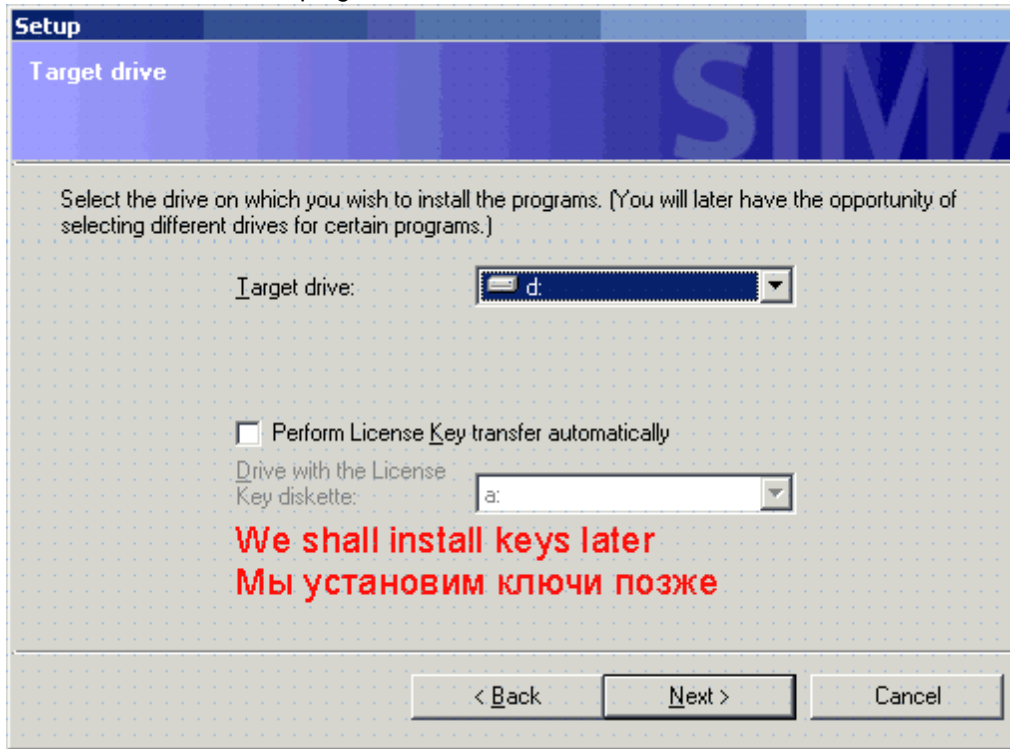 Setup
Target drive
SIMA
Select the drive on which you wish to install the programs. (You will later have the opportunity of
selecting different drives for certain programs.)
Target drive:
d:
Perform License Key transfer automatically
Drive with the License
Key diskette:
a:
We shall install keys later
Мы установим ключи позже
< Back
Next >
Cancel